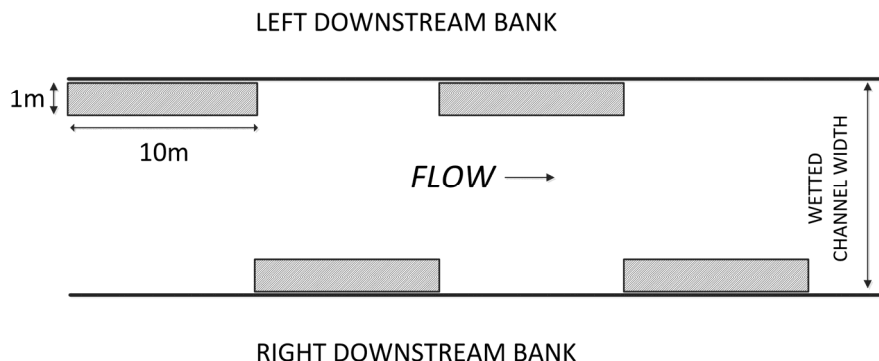 LEFT DOWNSTREAM BANK
1m
10m
FLOW
WETTED
CHANNEL WIDTH
RIGHT DOWNSTREAM BANK